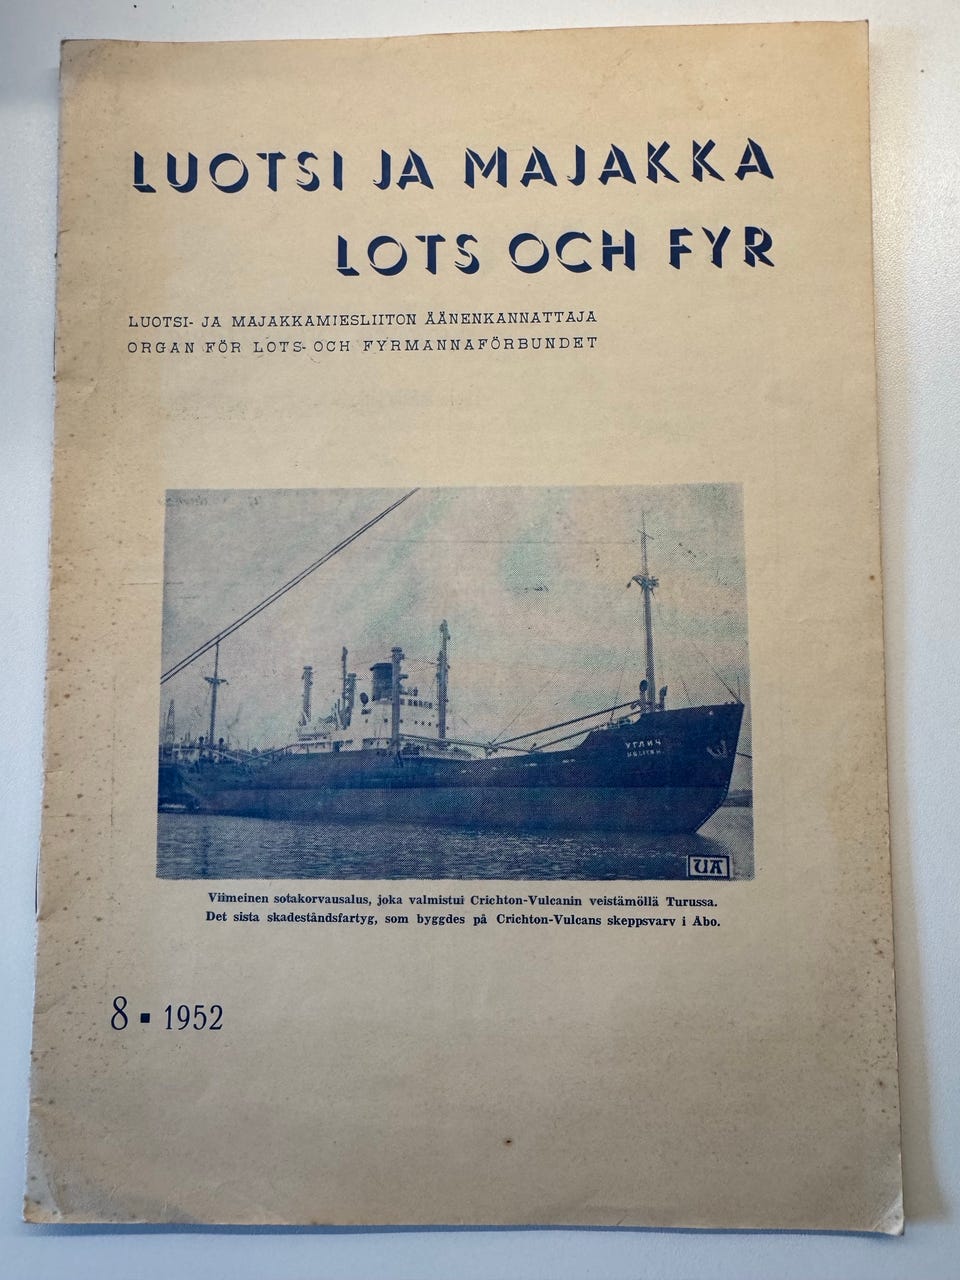 LUOTSI JA MAJAKKA
LOTS OCH FYR
LUOTSI- JA MAJAKKAMIESLIITON ÄÄNENKANNATTAJA
ORGAN FÖR LOTS- OCH FYRMANNAFÖRBUNDET
УГЛИЧ
UA
Viimeinen sotakorvausalus, joka valmistui Crichton-Vulcanin veistämöllä Turussa.
Det sista skadeståndsfartyg, som byggdes på Crichton-Vulcans skeppsvarv i Abo.
8 ▪ 1952